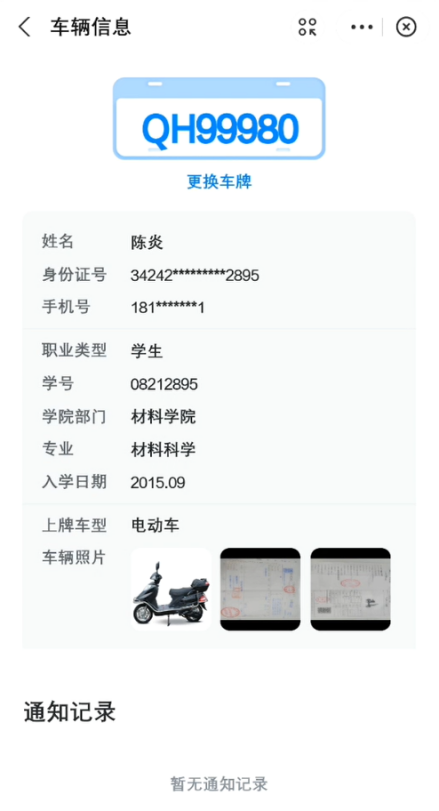 车辆信息
QH99980
更换车牌
姓名 陈炎
身份证号 34242*********2895
手机号 181*******1
职业类型 学生
学号 08212895
学院部门 材料学院
专业 材料科学
入学日期 2015.09
上牌车型 电动车
车辆照片
通知记录
暂无通知记录